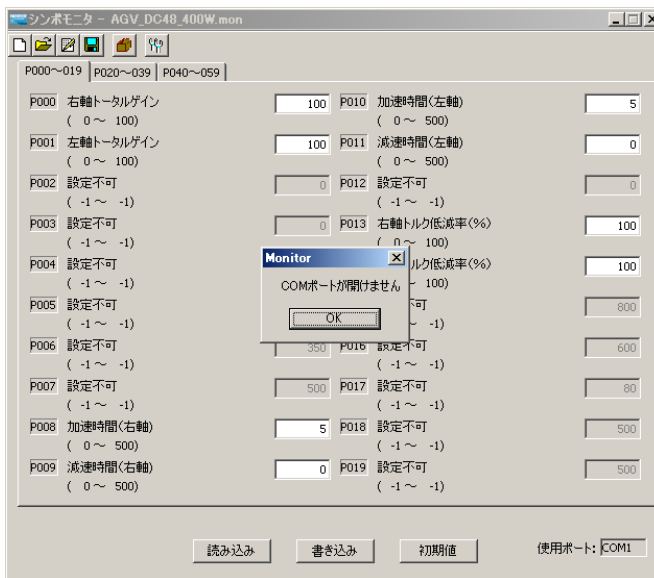 シンポモニタ - AGV_DC48_400W.mon
P000～019 P020～039 P040～059
P000 右軸トータルゲイン 100 P010 加速時間(左軸) 5
( 0～ 100) ( 0～ 500)
P001 左軸トータルゲイン 100 P011 減速時間(左軸) 0
( 0～ 100) ( 0～ 500)
P002 設定不可 0 P012 設定不可 0
( -1～ -1) ( -1～ -1)
P003 設定不可 0 P013 右軸トルク低減率(%) 100
( -1～ -1) ( 0～ 100)
P004 設定不可 ルク低減率(%) 100
( -1～ -1) 100)
Monitor
COMポートが開けません
OK
P005 設定不可 不可 800
( -1～ -1) -1)
P006 設定不可 350 P016 設定不可 600
( -1～ -1) ( -1～ -1)
P007 設定不可 500 P017 設定不可 80
( -1～ -1) ( -1～ -1)
P008 加速時間(右軸) 5 P018 設定不可 500
( 0～ 500) ( -1～ -1)
P009 減速時間(右軸) 0 P019 設定不可 500
( 0～ 500) ( -1～ -1)
読み込み 書き込み 初期値 使用ポート: COM1